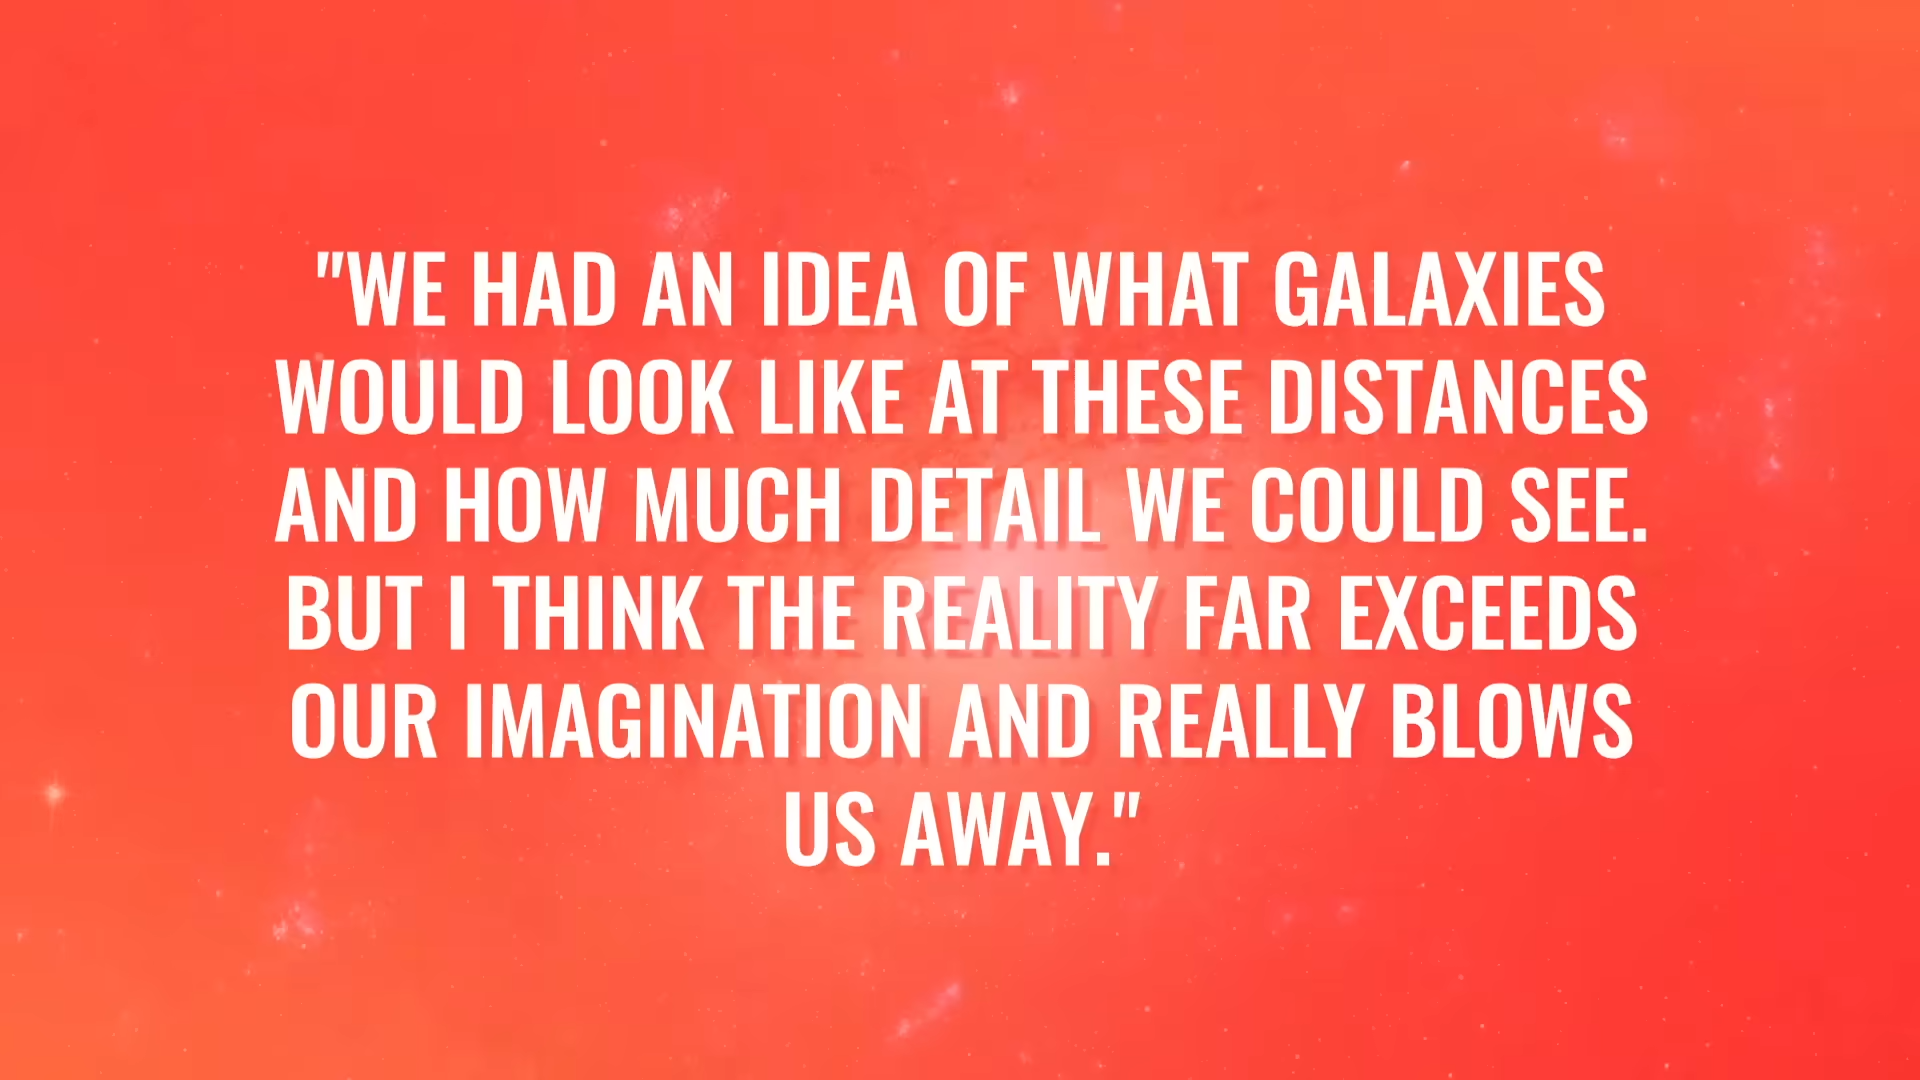 "WE HAD AN IDEA OF WHAT GALAXIES
WOULD LOOK LIKE AT THESE DISTANCES
AND HOW MUCH DETAIL WE COULD SEE.
BUT I THINK THE REALITY FAR EXCEEDS
OUR IMAGINATION AND REALLY BLOWS
US AWAY."